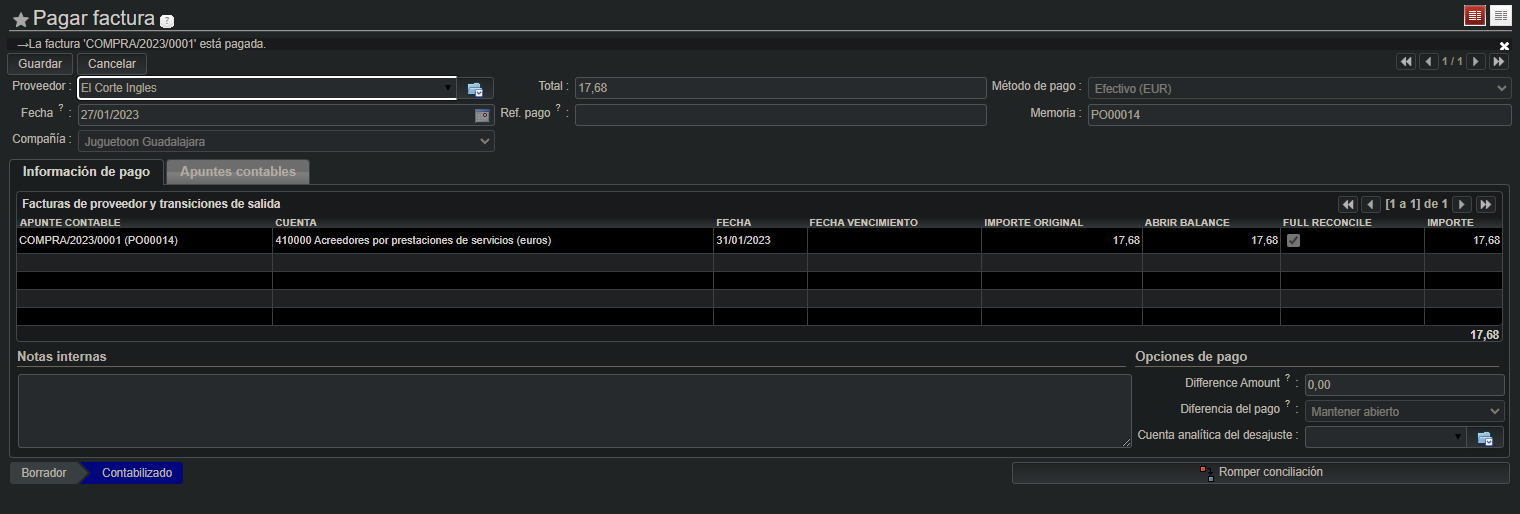 Pagar factura ?
→La factura 'COMPRA/2023/0001' está pagada.
Guardar Cancelar 1 / 1
Proveedor : El Corte Ingles Total : 17,68 Método de pago : Efectivo (EUR)
Fecha ? : 27/01/2023 Ref. pago ? : Memoria : PO00014
Compañía : Juguetoon Guadalajara
Información de pago Apuntes contables
Facturas de proveedor y transiciones de salida [1 a 1] de 1
APUNTE CONTABLE CUENTA FECHA FECHA VENCIMIENTO IMPORTE ORIGINAL ABRIR BALANCE FULL RECONCILE IMPORTE
COMPRA/2023/0001 (PO00014) 410000 Acreedores por prestaciones de servicios (euros) 31/01/2023 17,68 17,68 17,68
17,68
Notas internas Opciones de pago
Difference Amount ? : 0,00
Diferencia del pago ? : Mantener abierto
Cuenta analítica del desajuste :
Borrador Contabilizado Romper conciliación